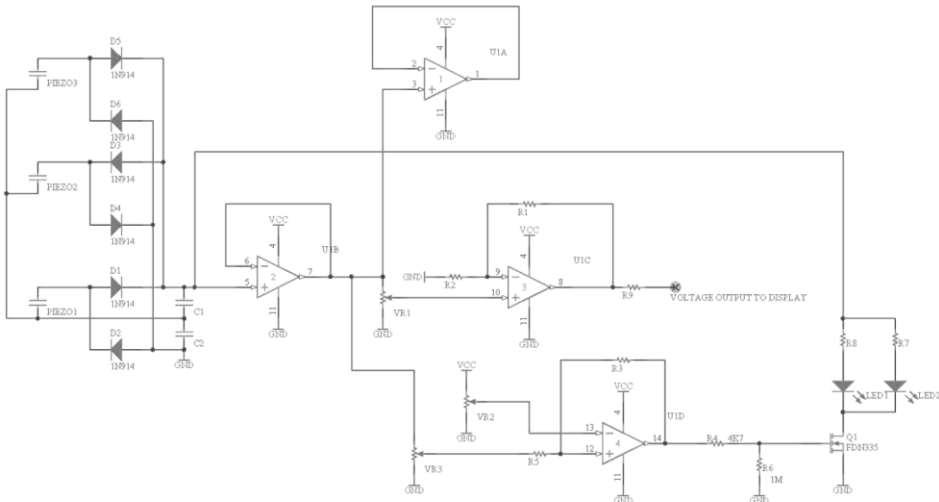 D5
1N914
PIEZO3
D6
1N914
D3
1N914
PIEZO2
D4
1N914
D1
1N914
PIEZO1
D2
1N914
C1
C2
GND
VCC
4
U1A
2
3
1
1
11
GND
VCC
4
U1B
6
5
2
7
11
GND
R1
VCC
4
U1C
GND
R2
9
10
3
8
11
GND
R9
VOLTAGE OUTPUT TO DISPLAY
VR1
GND
R3
VCC
4
U1D
VCC
VR2
GND
13
12
4
14
11
GND
R5
VR3
GND
R4
4K7
R6
1M
GND
R8
R7
LED1
LED2
Q1
FDN335
GND